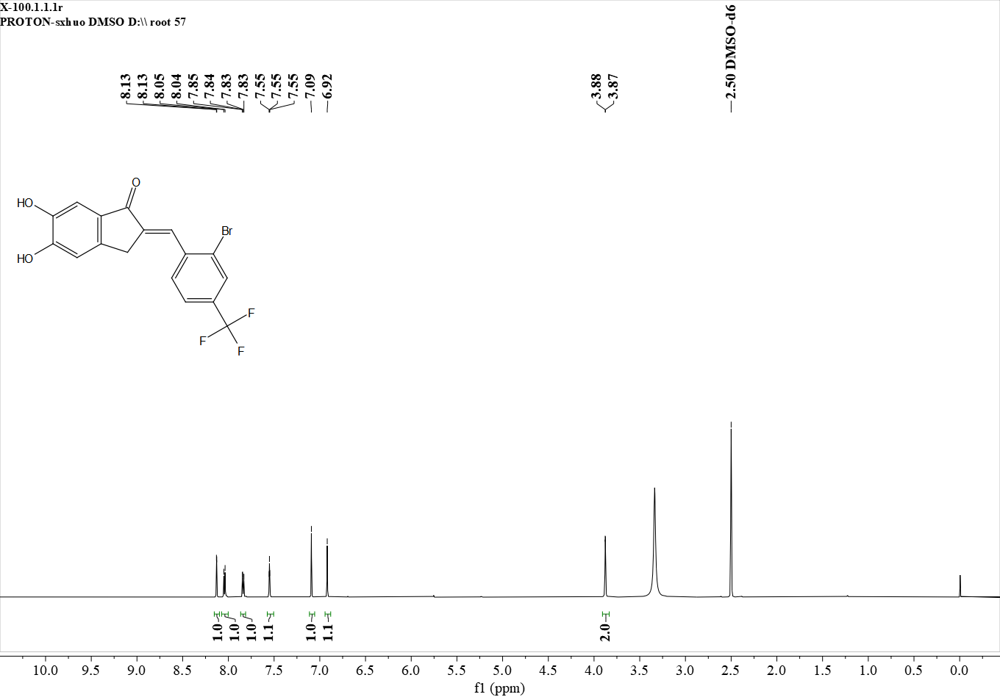 X-100.1.1.1r
PROTON-sxhuo DMSO D:\\ root 57
8.13
8.13
8.05
8.04
7.85
7.84
7.83
7.83
7.55
7.55
7.55
7.09
6.92
3.88
3.87
2.50 DMSO-d6
O
HO
HO
Br
F
F
F
1.0
1.0
1.0
1.1
1.0
1.1
2.0
10.0 9.5 9.0 8.5 8.0 7.5 7.0 6.5 6.0 5.5 5.0 4.5 4.0 3.5 3.0 2.5 2.0 1.5 1.0 0.5 0.0
f1 (ppm)